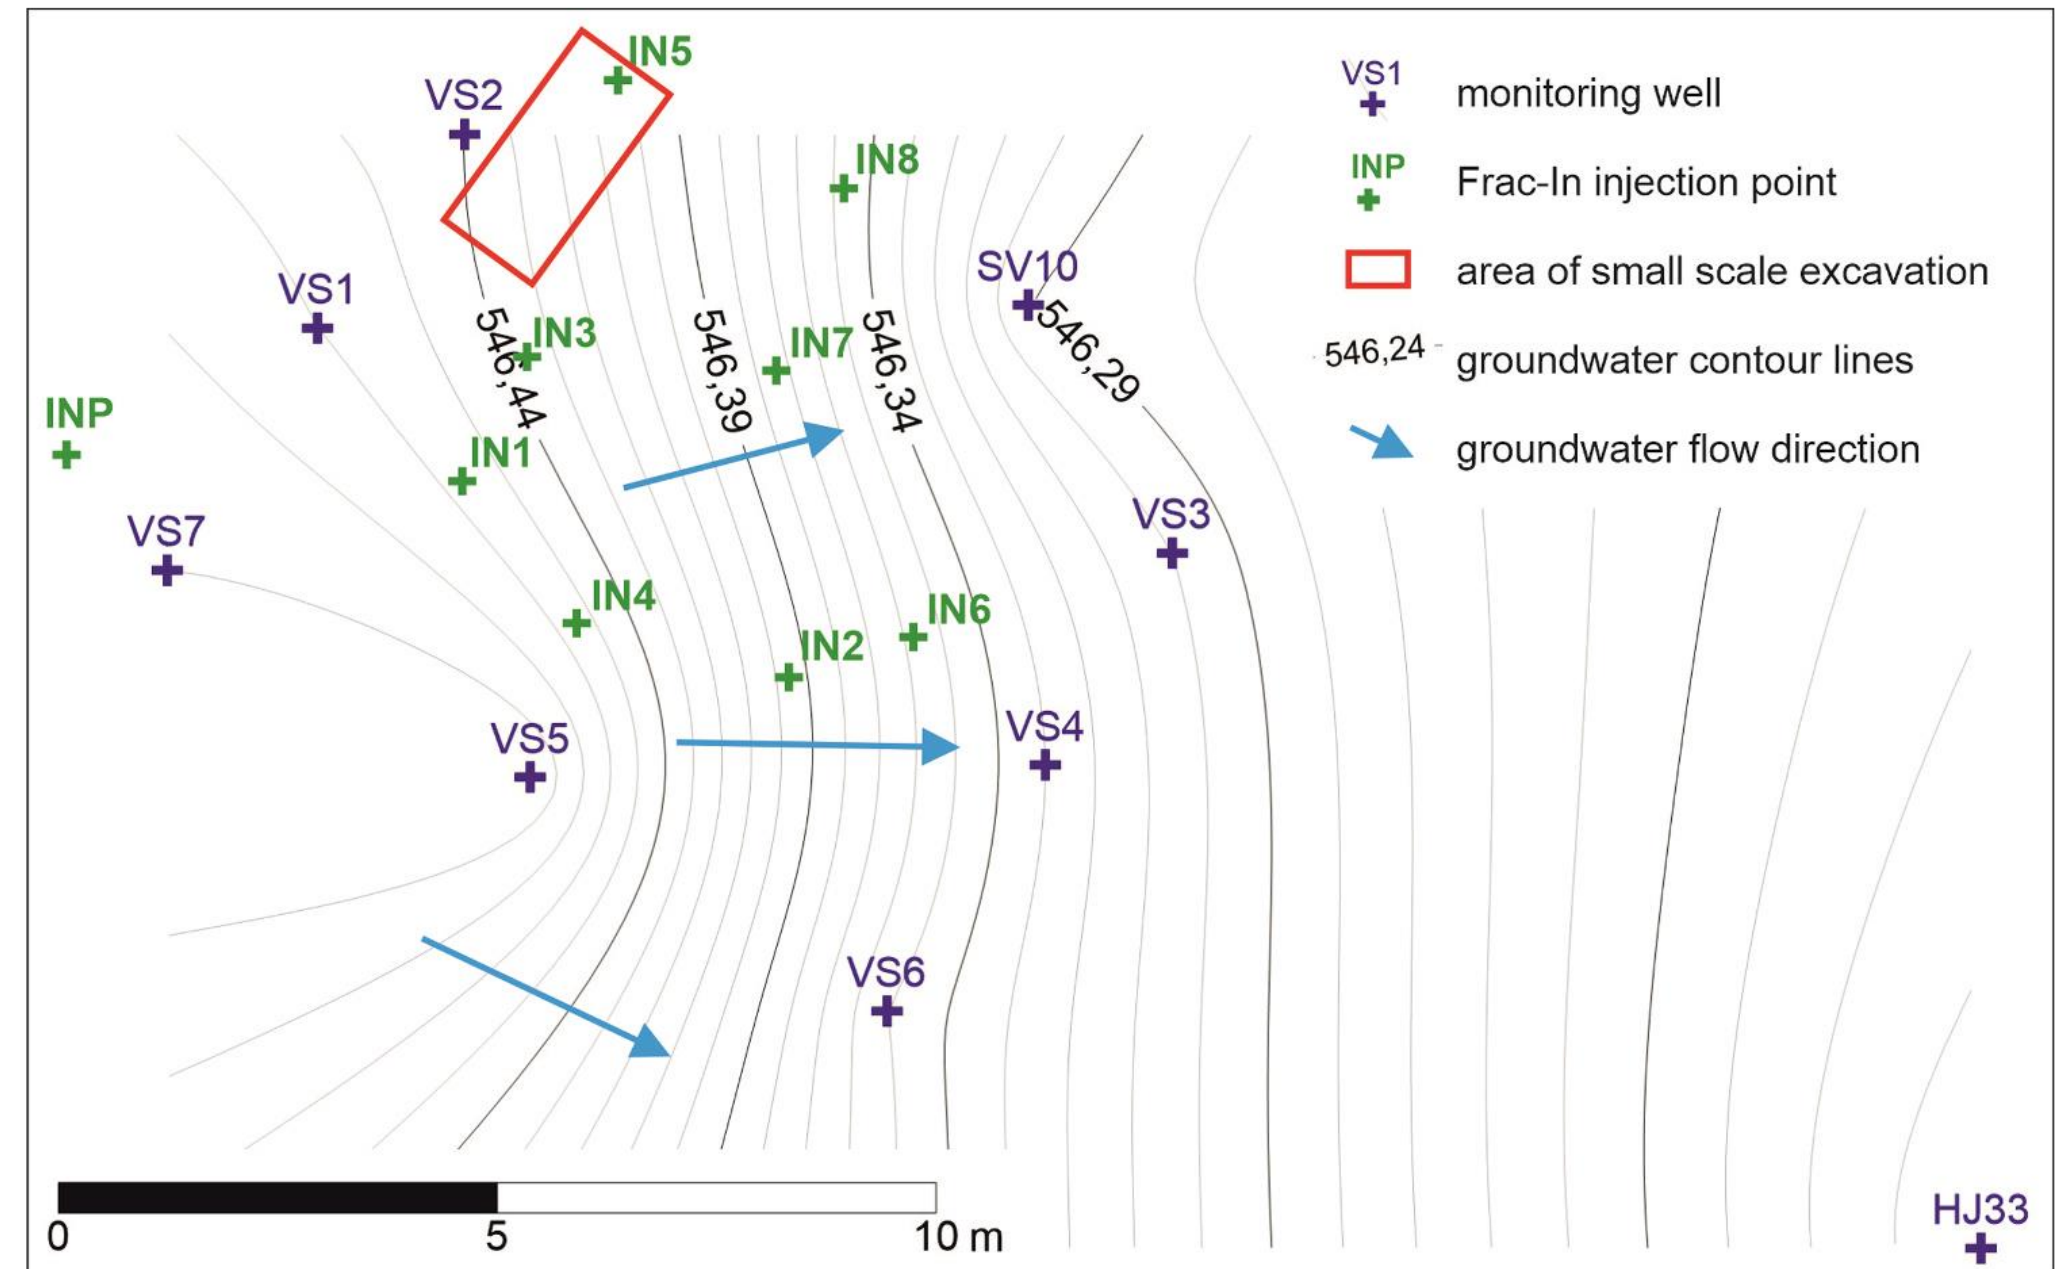 IN5
VS2
VS1
monitoring well
IN8
INP
Frac-In injection point
SV10
area of small scale excavation
VS1
546,44
IN3
546,39
IN7
546,34
546,29
546,24
groundwater contour lines
INP
IN1
groundwater flow direction
VS7
VS3
IN4
IN6
IN2
VS5
VS4
VS6
HJ33
0
5
10 m